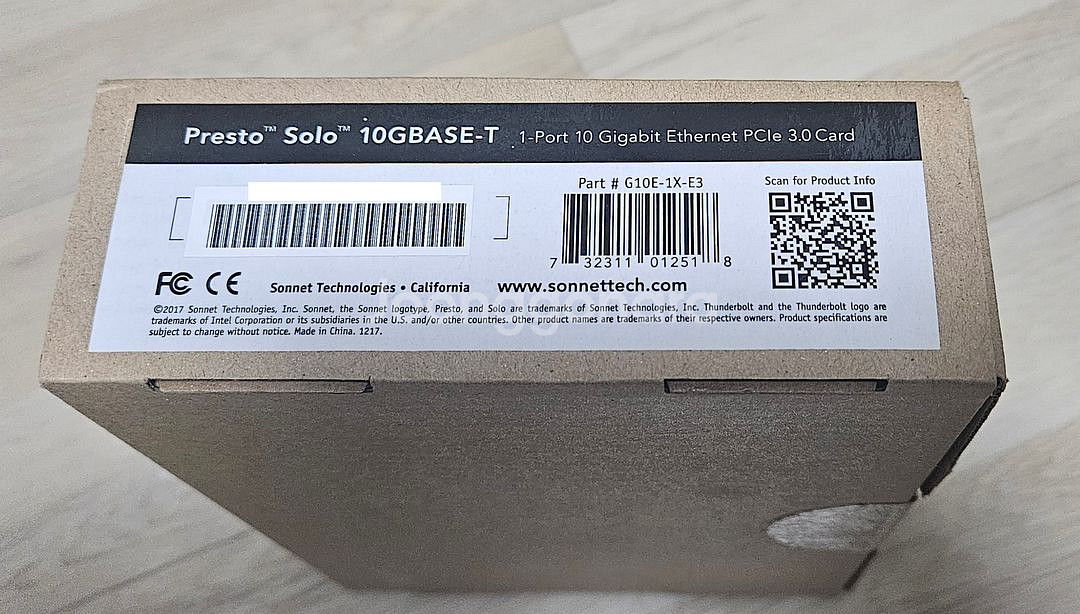 Presto™ Solo™ 10GBASE-T 1-Port 10 Gigabit Ethernet PCIe 3.0 Card
Part # G10E-1X-E3
Scan for Product Info
7 32311 01251 8
FC CE
Sonnet Technologies • California www.sonnettech.com
©2017 Sonnet Technologies, Inc. Sonnet, the Sonnet logotype, Presto, and Solo are trademarks of Sonnet Technologies, Inc. Thunderbolt and the Thunderbolt logo are
trademarks of Intel Corporation or its subsidiaries in the U.S. and/or other countries. Other product names are trademarks of their respective owners. Product specifications are
subject to change without notice. Made in China. 1217.